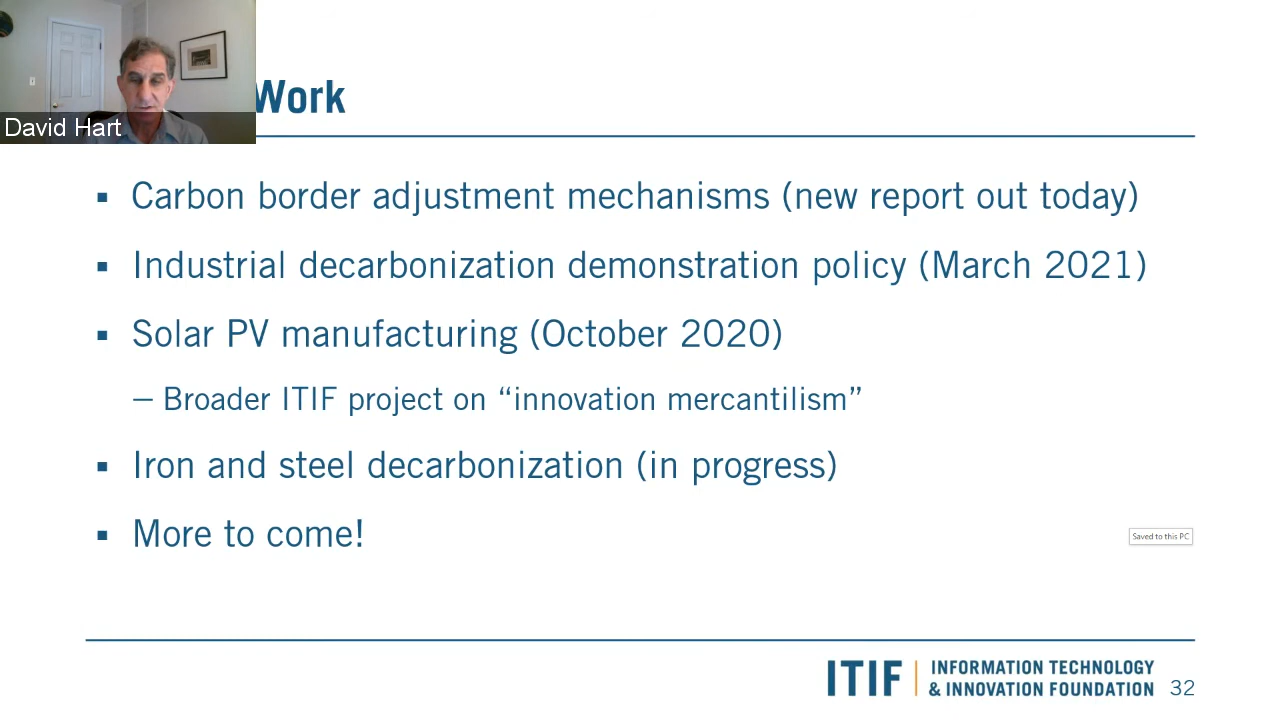 Work
David Hart
▪ Carbon border adjustment mechanisms (new report out today)
▪ Industrial decarbonization demonstration policy (March 2021)
▪ Solar PV manufacturing (October 2020)
– Broader ITIF project on “innovation mercantilism”
▪ Iron and steel decarbonization (in progress)
▪ More to come!
Saved to this PC
ITIF | INFORMATION TECHNOLOGY
& INNOVATION FOUNDATION
32